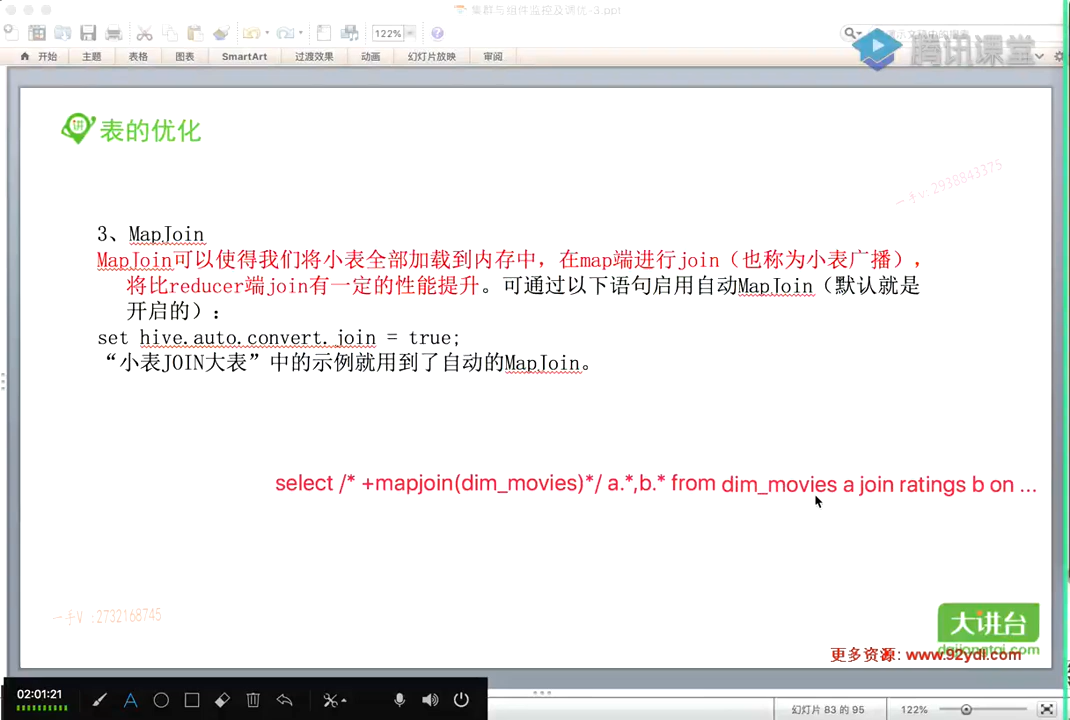 集群与组件监控及调优-3.ppt
122%
腾讯课堂
开始 主题 表格 图表 SmartArt 过渡效果 动画 幻灯片放映 审阅
表的优化
一手v:2938843375
3、MapJoin
MapJoin可以使得我们将小表全部加载到内存中，在map端进行join（也称为小表广播），
将比reducer端join有一定的性能提升。可通过以下语句启用自动MapJoin（默认就是
开启的）：
set hive.auto.convert.join = true;
“小表JOIN大表”中的示例就用到了自动的MapJoin。
select /* +mapjoin(dim_movies)*/ a.*,b.* from dim_movies a join ratings b on ...
一手V :2732168745
大讲台
dajiangtai.com
更多资源: www.92ydl.com
02:01:21
幻灯片 83 的 95 122%